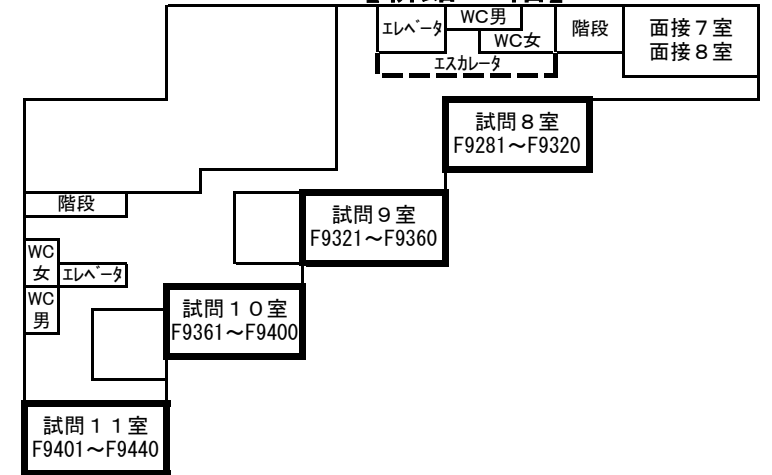 エレベータ
WC男
WC女
階段
面接７室
面接８室
エスカレータ
試問８室
F9281～F9320
階段
試問９室
F9321～F9360
WC
女
エレベータ
WC
男
試問１０室
F9361～F9400
試問１１室
F9401～F9440